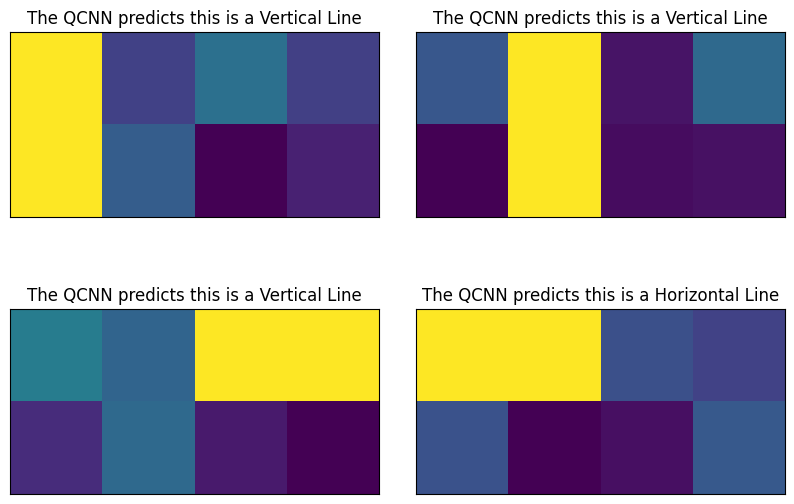 The QCNN predicts this is a Vertical Line
The QCNN predicts this is a Vertical Line
The QCNN predicts this is a Vertical Line
The QCNN predicts this is a Horizontal Line